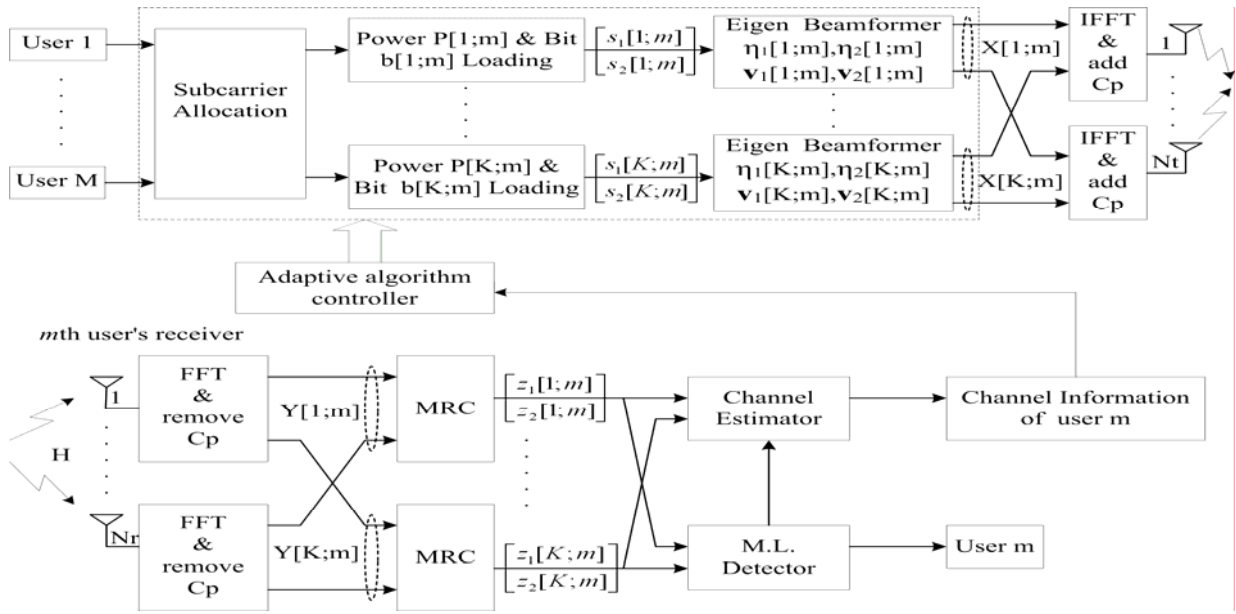 User 1
User M
Subcarrier
Allocation
Power P[1;m] & Bit
b[1;m] Loading
Power P[K;m] &
Bit b[K;m] Loading
s₁[1;m]
s₂[1;m]
s₁[K;m]
s₂[K;m]
Eigen Beamformer
η₁[1;m],η₂[1;m]
v₁[1;m],v₂[1;m]
Eigen Beamformer
η₁[K;m],η₂[K;m]
v₁[K;m],v₂[K;m]
X[1;m]
X[K;m]
IFFT
&
add
Cp
1
IFFT
&
add
Cp
Nt
Adaptive algorithm
controller
mth user's receiver
H
1
Nr
FFT
&
remove
Cp
FFT
&
remove
Cp
Y[1;m]
Y[K;m]
MRC
MRC
z₁[1;m]
z₂[1;m]
z₁[K;m]
z₂[K;m]
Channel
Estimator
M.L.
Detector
Channel Information
of user m
User m